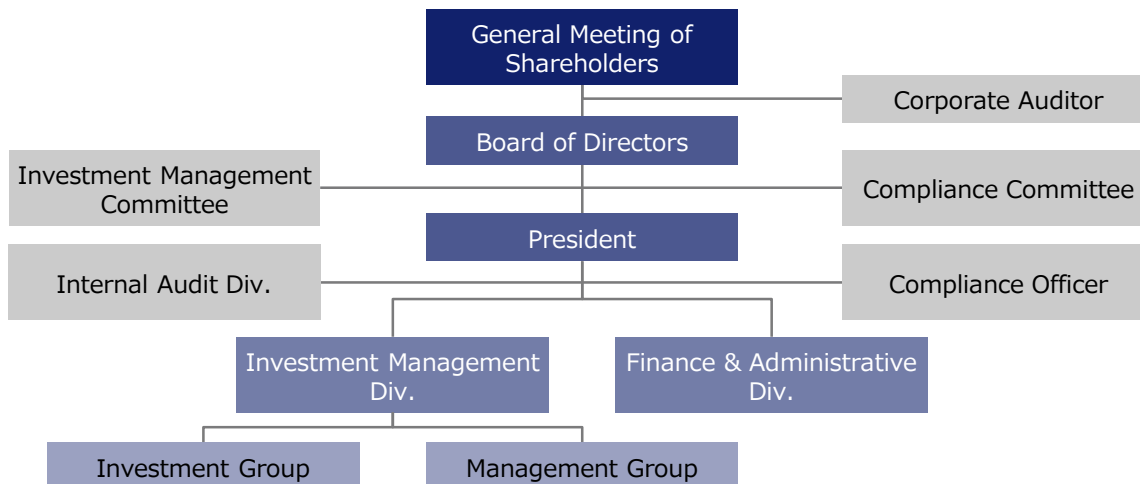 General Meeting of
Shareholders
Corporate Auditor
Board of Directors
Investment Management
Committee
Compliance Committee
President
Internal Audit Div.
Compliance Officer
Investment Management
Div.
Finance & Administrative
Div.
Investment Group
Management Group